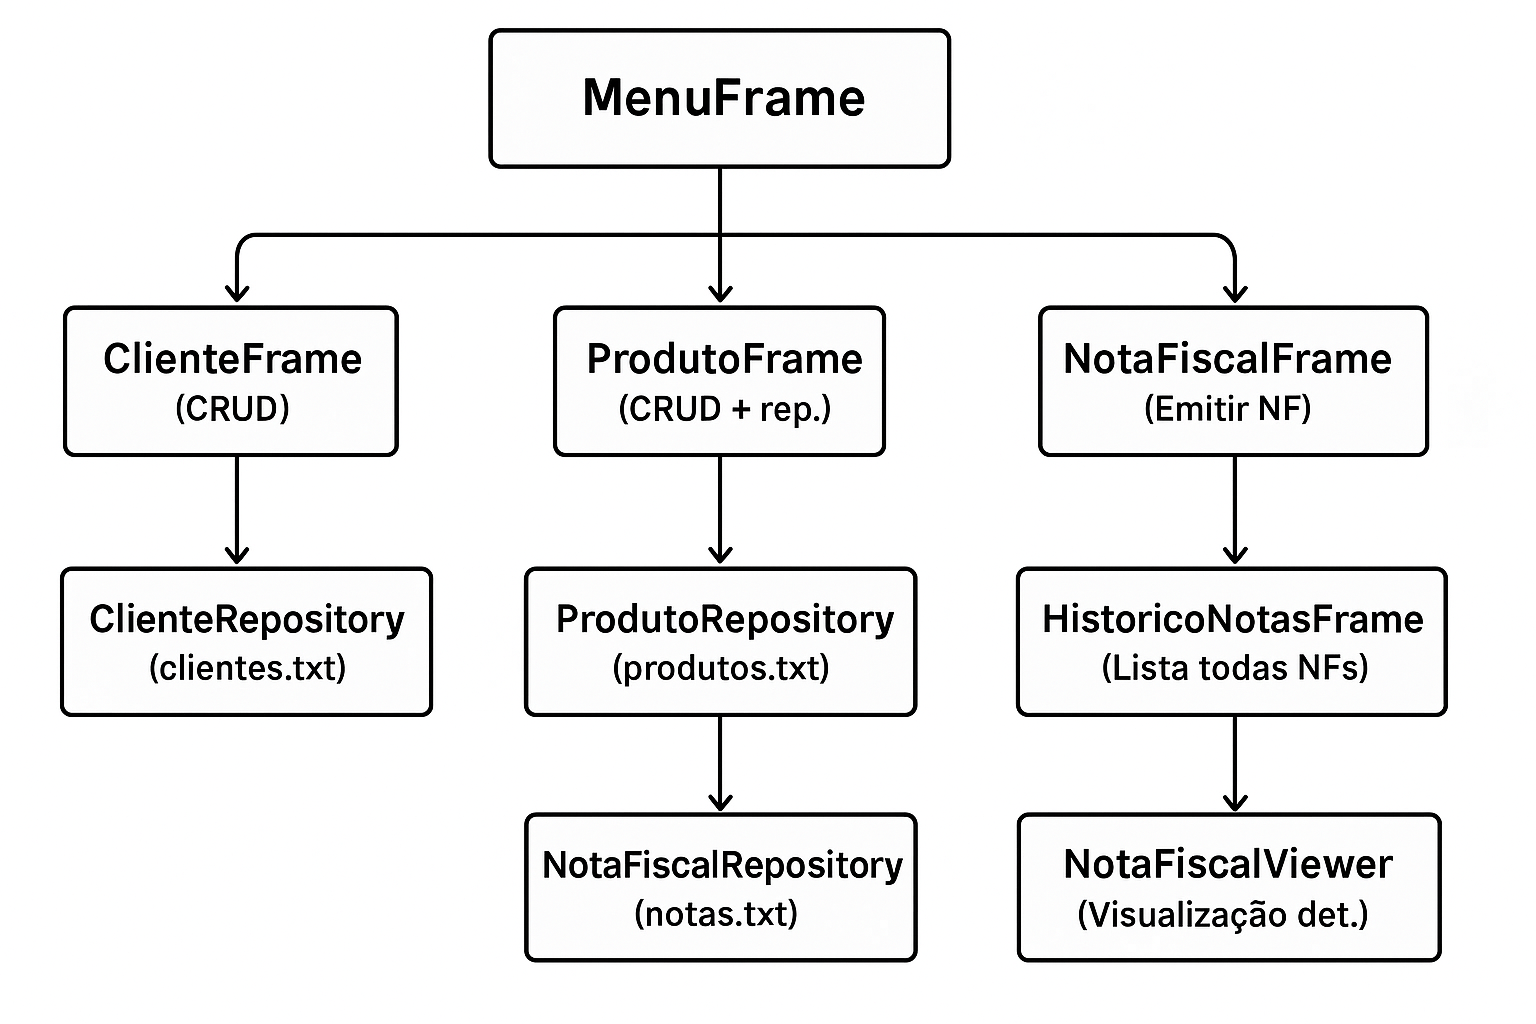 MenuFrame
ClienteFrame
(CRUD)
ProdutoFrame
(CRUD + rep.)
NotaFiscalFrame
(Emitir NF)
ClienteRepository
(clientes.txt)
ProdutoRepository
(produtos.txt)
HistoricoNotasFrame
(Lista todas NFs)
NotaFiscalRepository
(notas.txt)
NotaFiscalViewer
(Visualização det.)